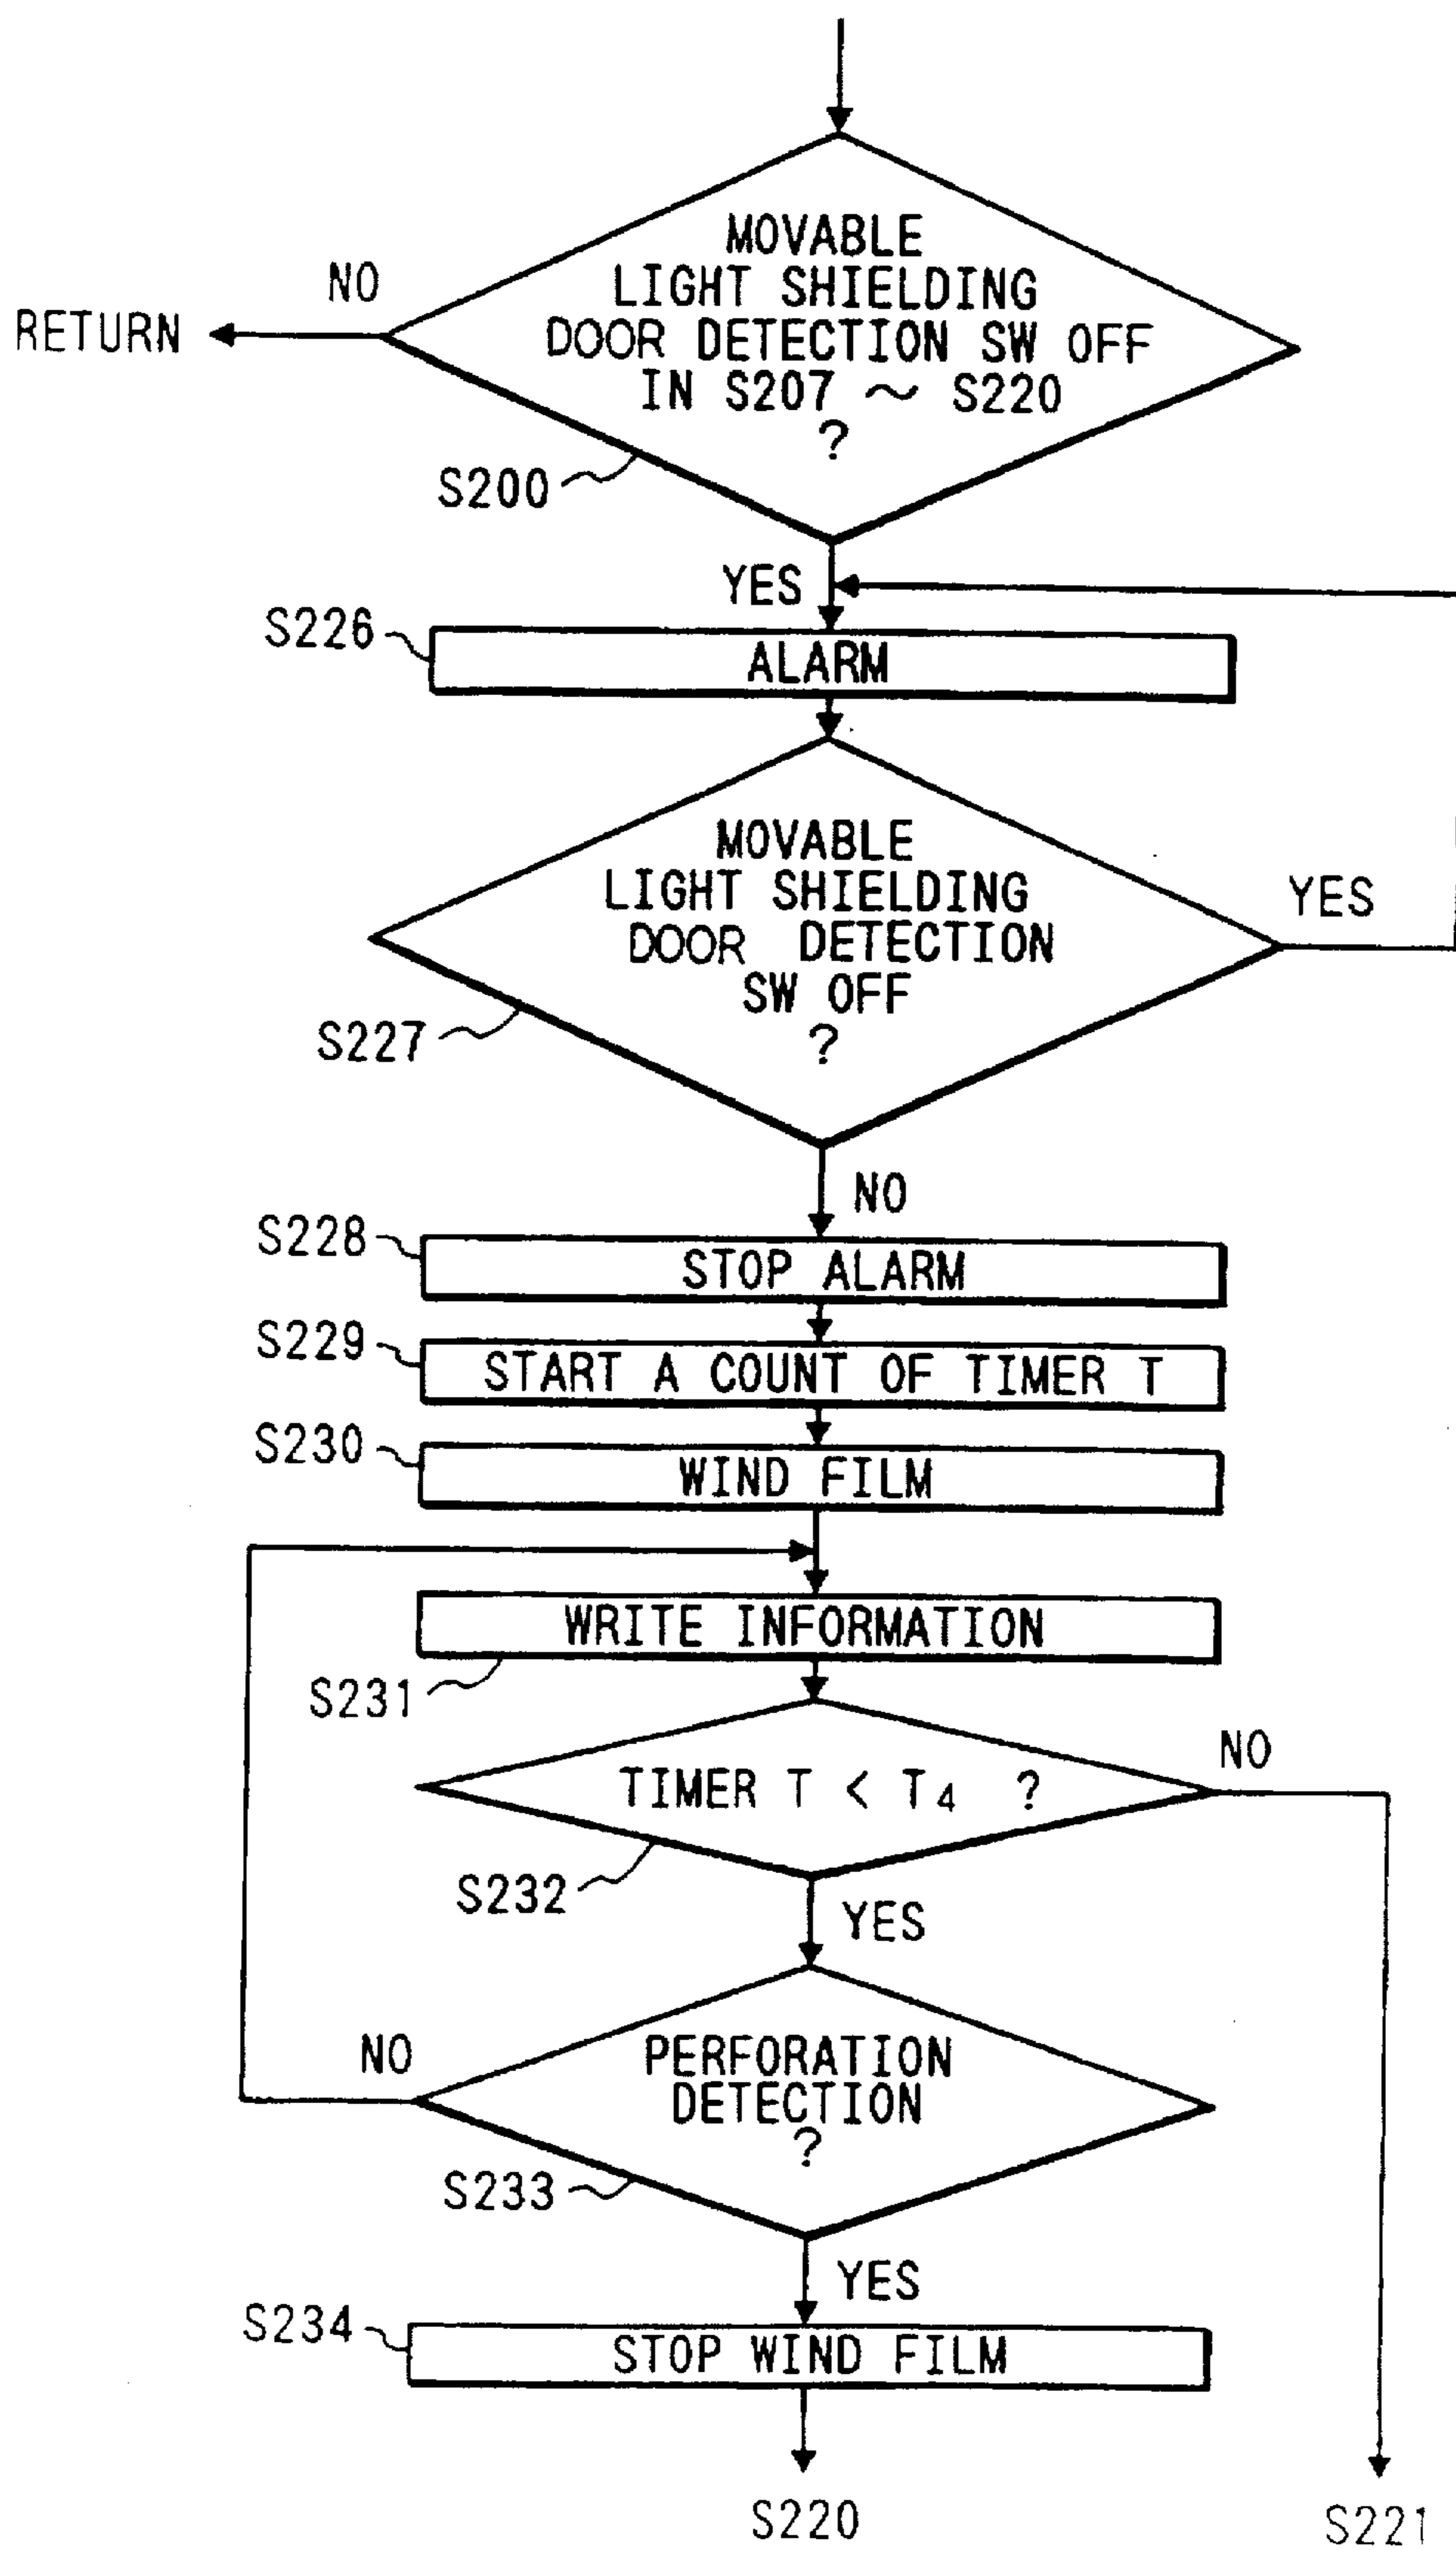 MOVABLE
LIGHT SHIELDING
DOOR DETECTION SW OFF
IN S207 ~ S220
?
NO
RETURN
S200
YES
S226
ALARM
MOVABLE
LIGHT SHIELDING
DOOR DETECTION
SW OFF
?
YES
S227
NO
S228
STOP ALARM
S229
START A COUNT OF TIMER T
S230
WIND FILM
WRITE INFORMATION
S231
TIMER T < T4 ?
NO
S232
YES
PERFORATION
DETECTION
?
NO
S233
YES
S234
STOP WIND FILM
S220
S221